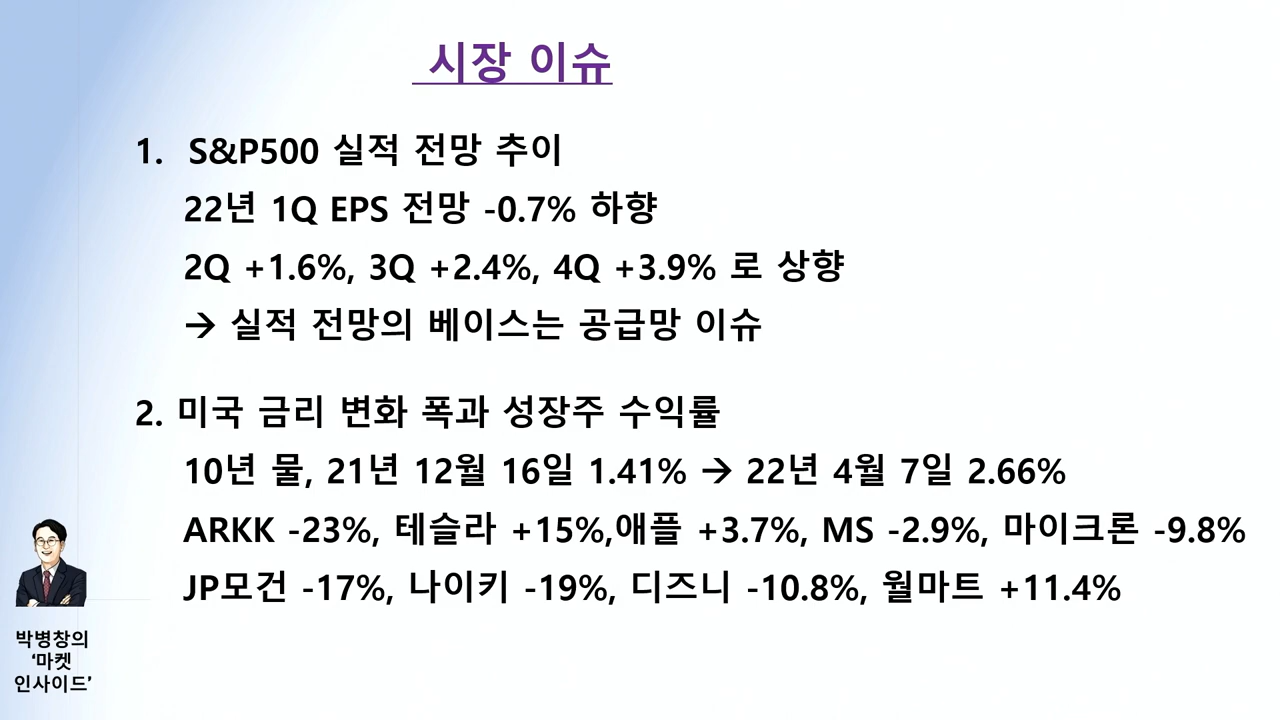 시장 이슈
1. S&P500 실적 전망 추이
22년 1Q EPS 전망 -0.7% 하향
2Q +1.6%, 3Q +2.4%, 4Q +3.9% 로 상향
→ 실적 전망의 베이스는 공급망 이슈
2. 미국 금리 변화 폭과 성장주 수익률
10년 물, 21년 12월 16일 1.41% → 22년 4월 7일 2.66%
ARKK -23%, 테슬라 +15%,애플 +3.7%, MS -2.9%, 마이크론 -9.8%
JP모건 -17%, 나이키 -19%, 디즈니 -10.8%, 월마트 +11.4%
박병창의
‘마켓
인사이드’